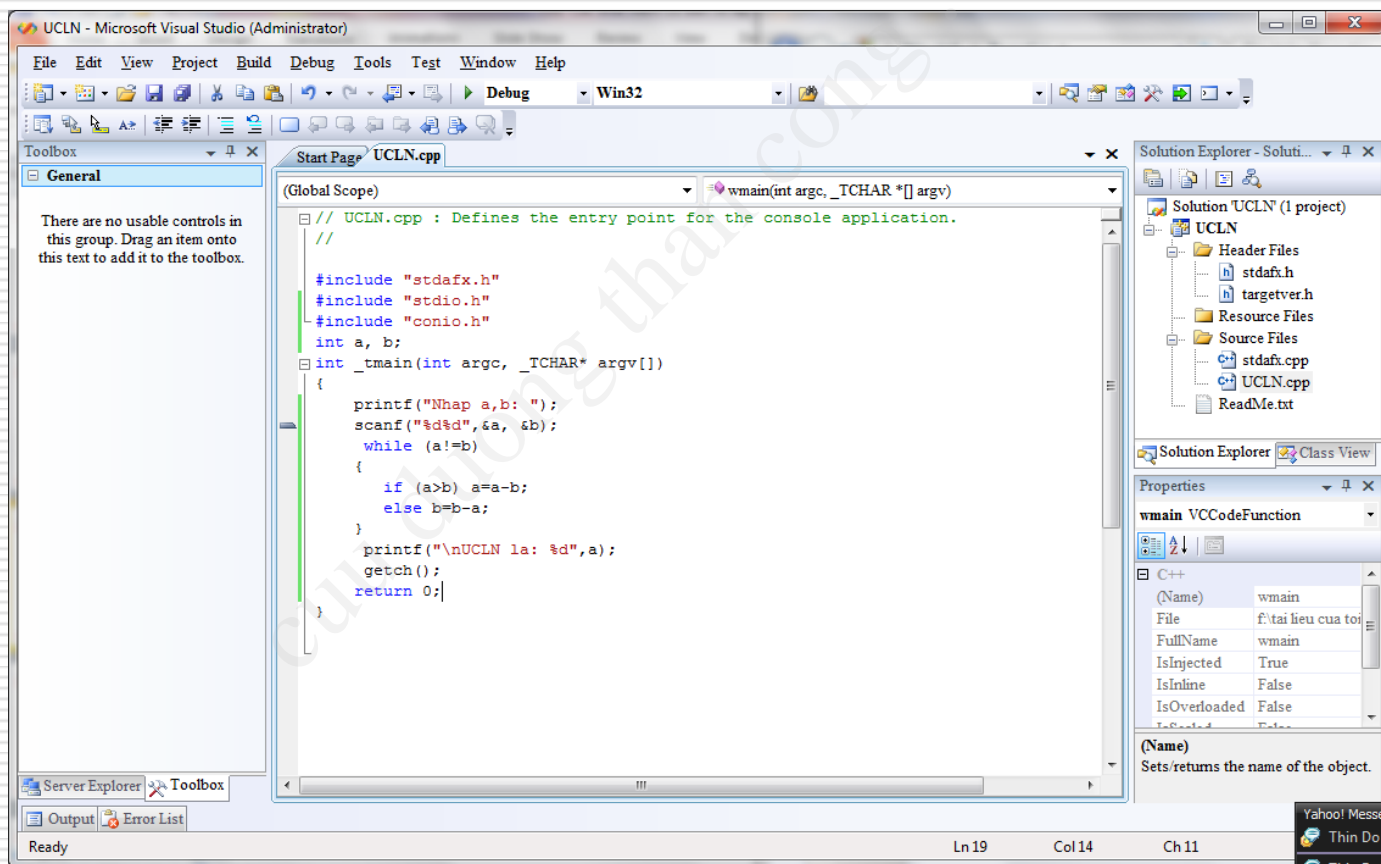 UCLN - Microsoft Visual Studio (Administrator)
File Edit View Project Build Debug Tools Test Window Help
Debug Win32
Toolbox
General
There are no usable controls in
this group. Drag an item onto
this text to add it to the toolbox.
Server Explorer Toolbox
Start Page UCLN.cpp
(Global Scope) wmain(int argc, _TCHAR *[] argv)
// UCLN.cpp : Defines the entry point for the console application.
//
#include "stdafx.h"
#include "stdio.h"
#include "conio.h"
int a, b;
int _tmain(int argc, _TCHAR* argv[])
{
printf("Nhap a,b: ");
scanf("%d%d",&a, &b);
while (a!=b)
{
if (a>b) a=a-b;
else b=b-a;
}
printf("\nUCLN la: %d",a);
getch();
return 0;
}
Solution Explorer - Soluti...
Solution 'UCLN' (1 project)
UCLN
Header Files
stdafx.h
targetver.h
Resource Files
Source Files
stdafx.cpp
UCLN.cpp
ReadMe.txt
Solution Explorer Class View
Properties
wmain VCCodeFunction
C++
(Name) wmain
File f:\tai lieu cua toi
FullName wmain
IsInjected True
IsInline False
IsOverloaded False
(Name)
Sets/returns the name of the object.
Output Error List
Ready Ln 19 Col 14 Ch 11
Yahoo! Messe
Thin Do
cuu duong than cong